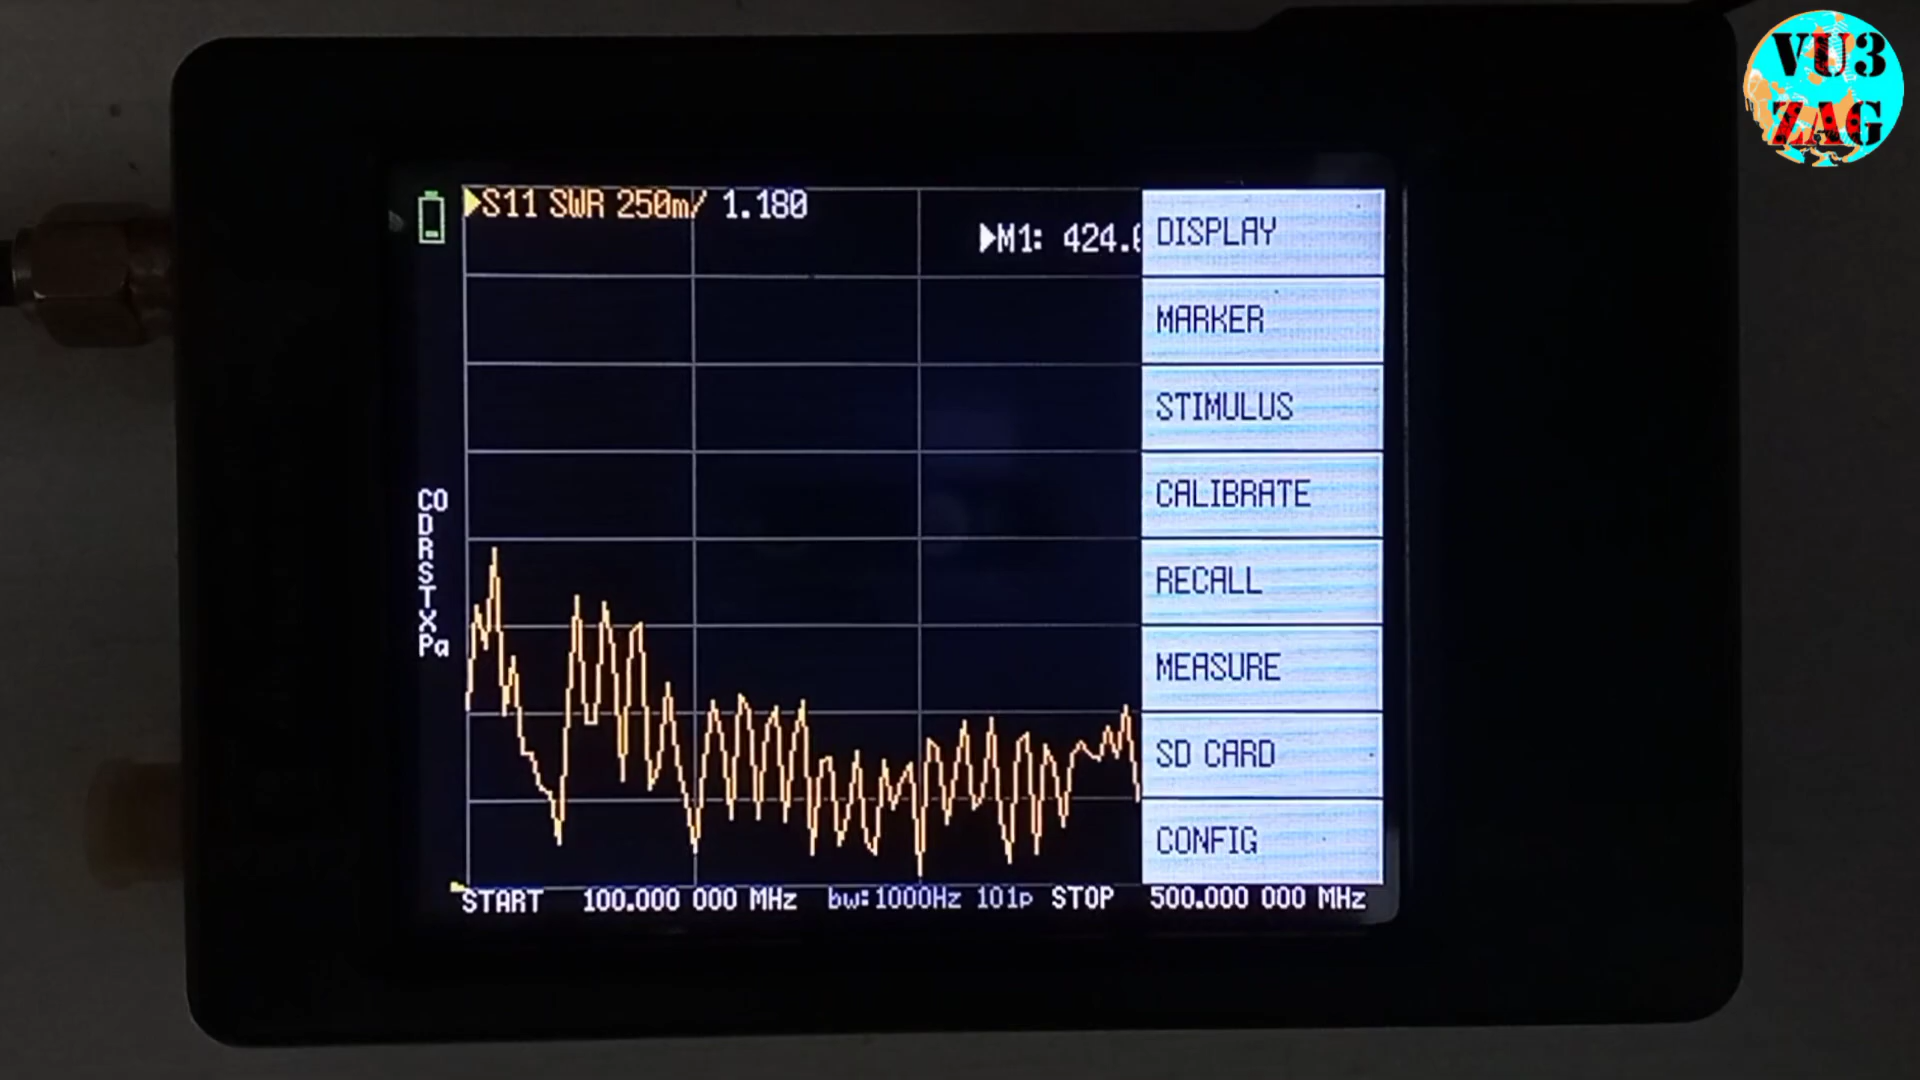 VU3
ZAG
S11 SWR 250m/ 1.180
M1: 424.
DISPLAY
MARKER
STIMULUS
CALIBRATE
RECALL
MEASURE
SD CARD
CONFIG
C0
D
R
S
T
X
Pa
START 100.000 000 MHz bw:1000Hz 101p STOP 500.000 000 MHz